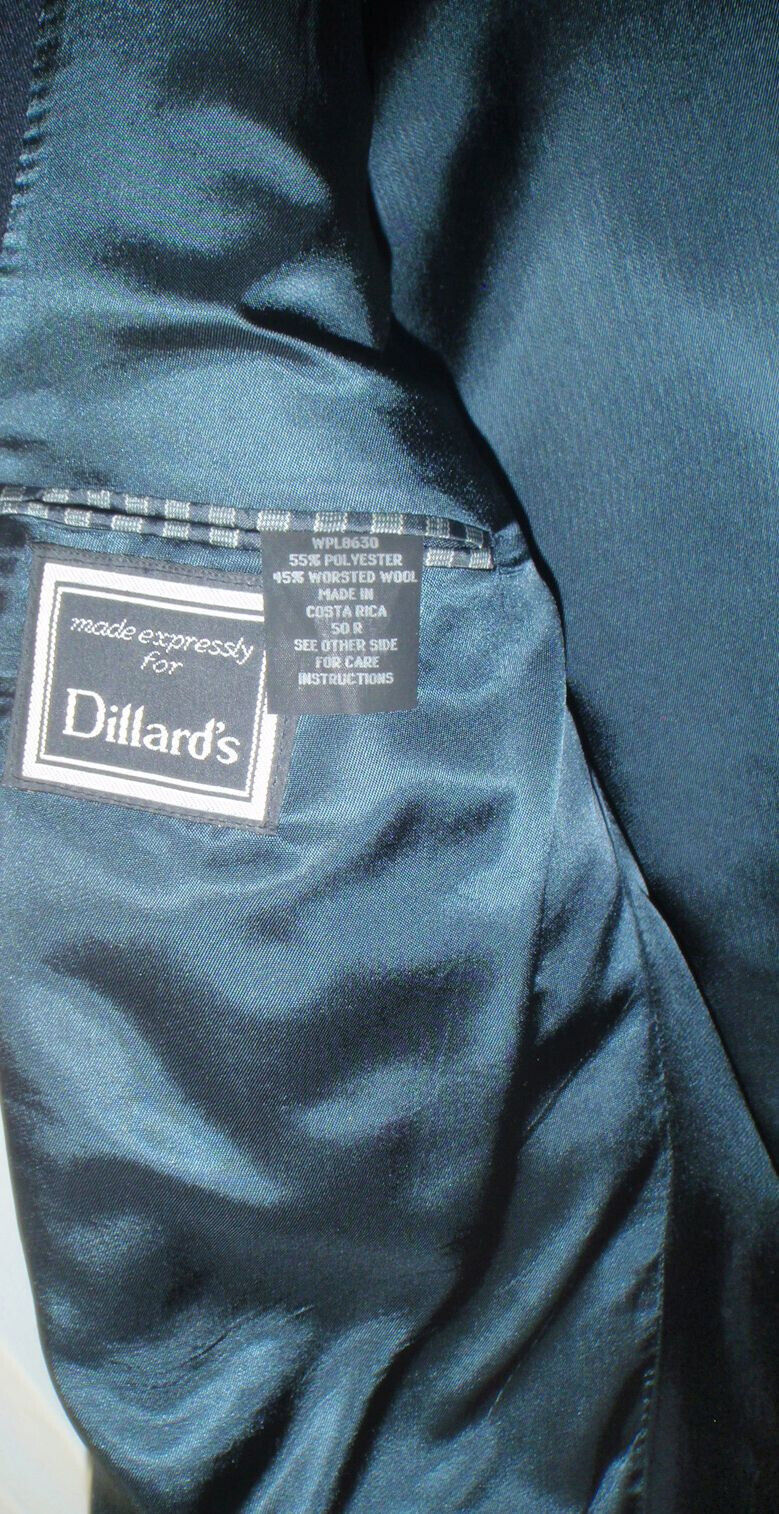 made expressly
for
Dillard's
WPL8630
55% POLYESTER
45% WORSTED WOOL
MADE IN
COSTA RICA
50 R
SEE OTHER SIDE
FOR CARE
INSTRUCTIONS